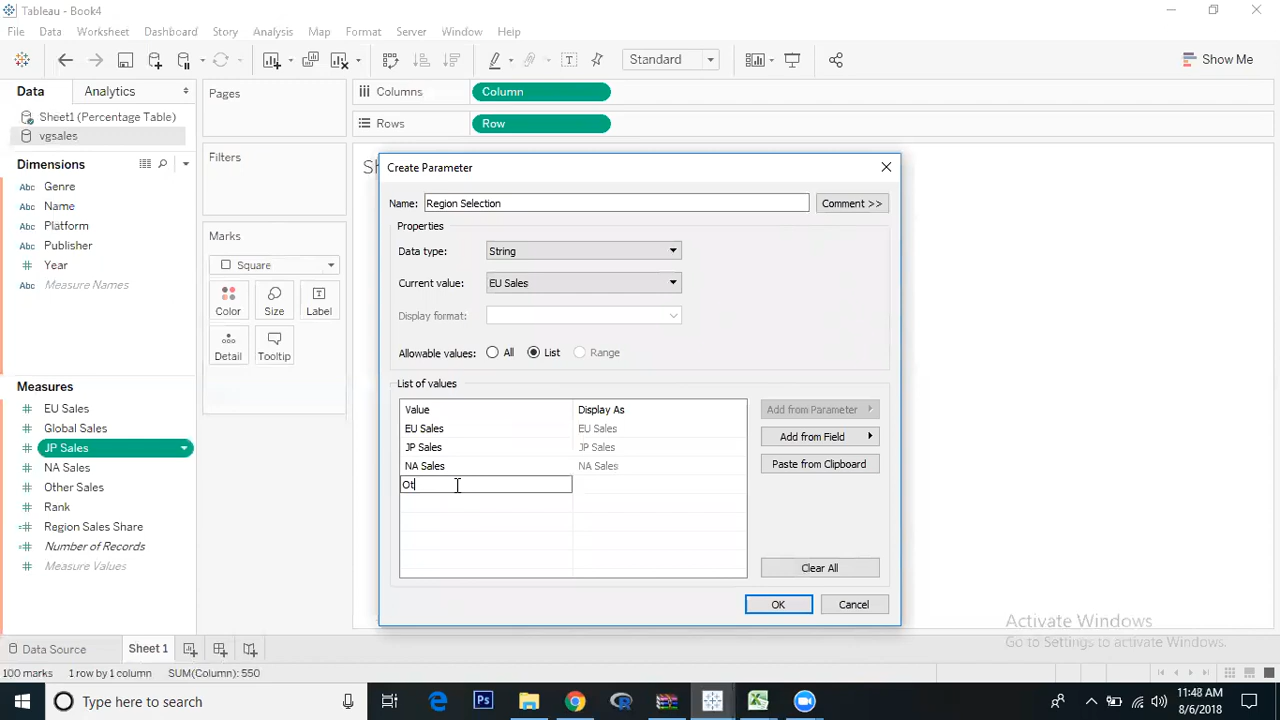 Tableau - Book4
File Data Worksheet Dashboard Story Analysis Map Format Server Window Help
Standard
Show Me
Data Analytics
Pages
Columns Column
Sheet1 (Percentage Table)
vgsales
Rows Row
Filters
Dimensions
Abc Genre
Abc Name
Abc Platform
Abc Publisher
# Year
Abc Measure Names
Marks
Square
Color Size Label
Detail Tooltip
Measures
# EU Sales
# Global Sales
# JP Sales
# NA Sales
# Other Sales
# Rank
=# Region Sales Share
=# Number of Records
# Measure Values
Create Parameter
Name: Region Selection Comment >>
Properties
Data type: String
Current value: EU Sales
Display format:
Allowable values: All List Range
List of values
Value Display As
EU Sales EU Sales
JP Sales JP Sales
NA Sales NA Sales
Ot
Add from Parameter
Add from Field
Paste from Clipboard
Clear All
OK Cancel
Activate Windows
Go to Settings to activate Windows.
Data Source Sheet 1
100 marks 1 row by 1 column SUM(Column): 550
Type here to search
Ps
R
11:48 AM
8/6/2018